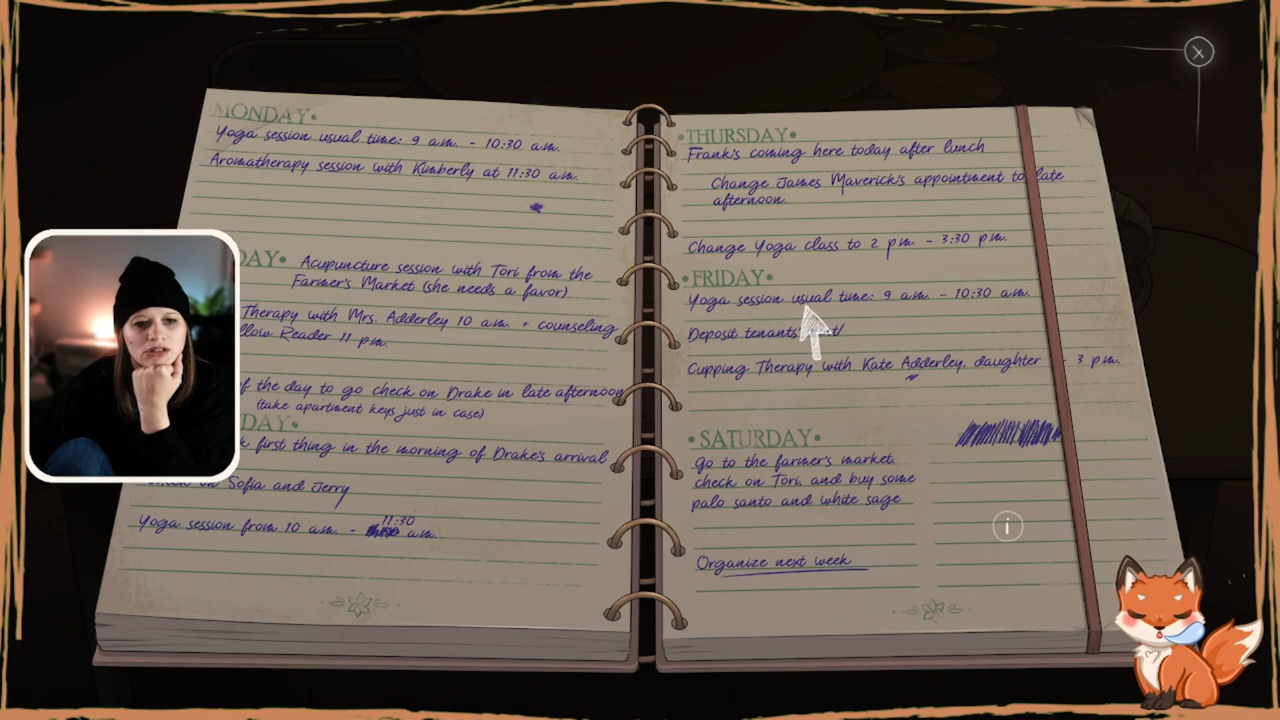 MONDAY
Yoga session usual time: 9 a.m. - 10:30 a.m.
Aromatherapy session with Kimberly at 11:30 a.m.
DAY
Acupuncture session with Tori from the
Farmer's Market (she needs a favor)
Therapy with Mrs. Adderley 10 a.m. + counseling
Reader 11 p.m.
the day to go check on Drake in late afternoon
(take apartment keys just in case)
DAY
first thing in the morning of Drake's arrival
on Sofia and Jerry
Yoga session from 10 a.m. - 11:30 a.m.
THURSDAY
Frank's coming here today after lunch
Change James Maverick's appointment to late
afternoon.
Change Yoga class to 2 p.m. - 3:30 p.m.
FRIDAY
Yoga session usual time: 9 a.m. - 10:30 a.m.
Deposit tenants
Cupping Therapy with Kate Adderley, daughter - 3 p.m.
SATURDAY
Go to the farmer's market,
check on Tori, and buy some
palo santo and white sage
Organize next week